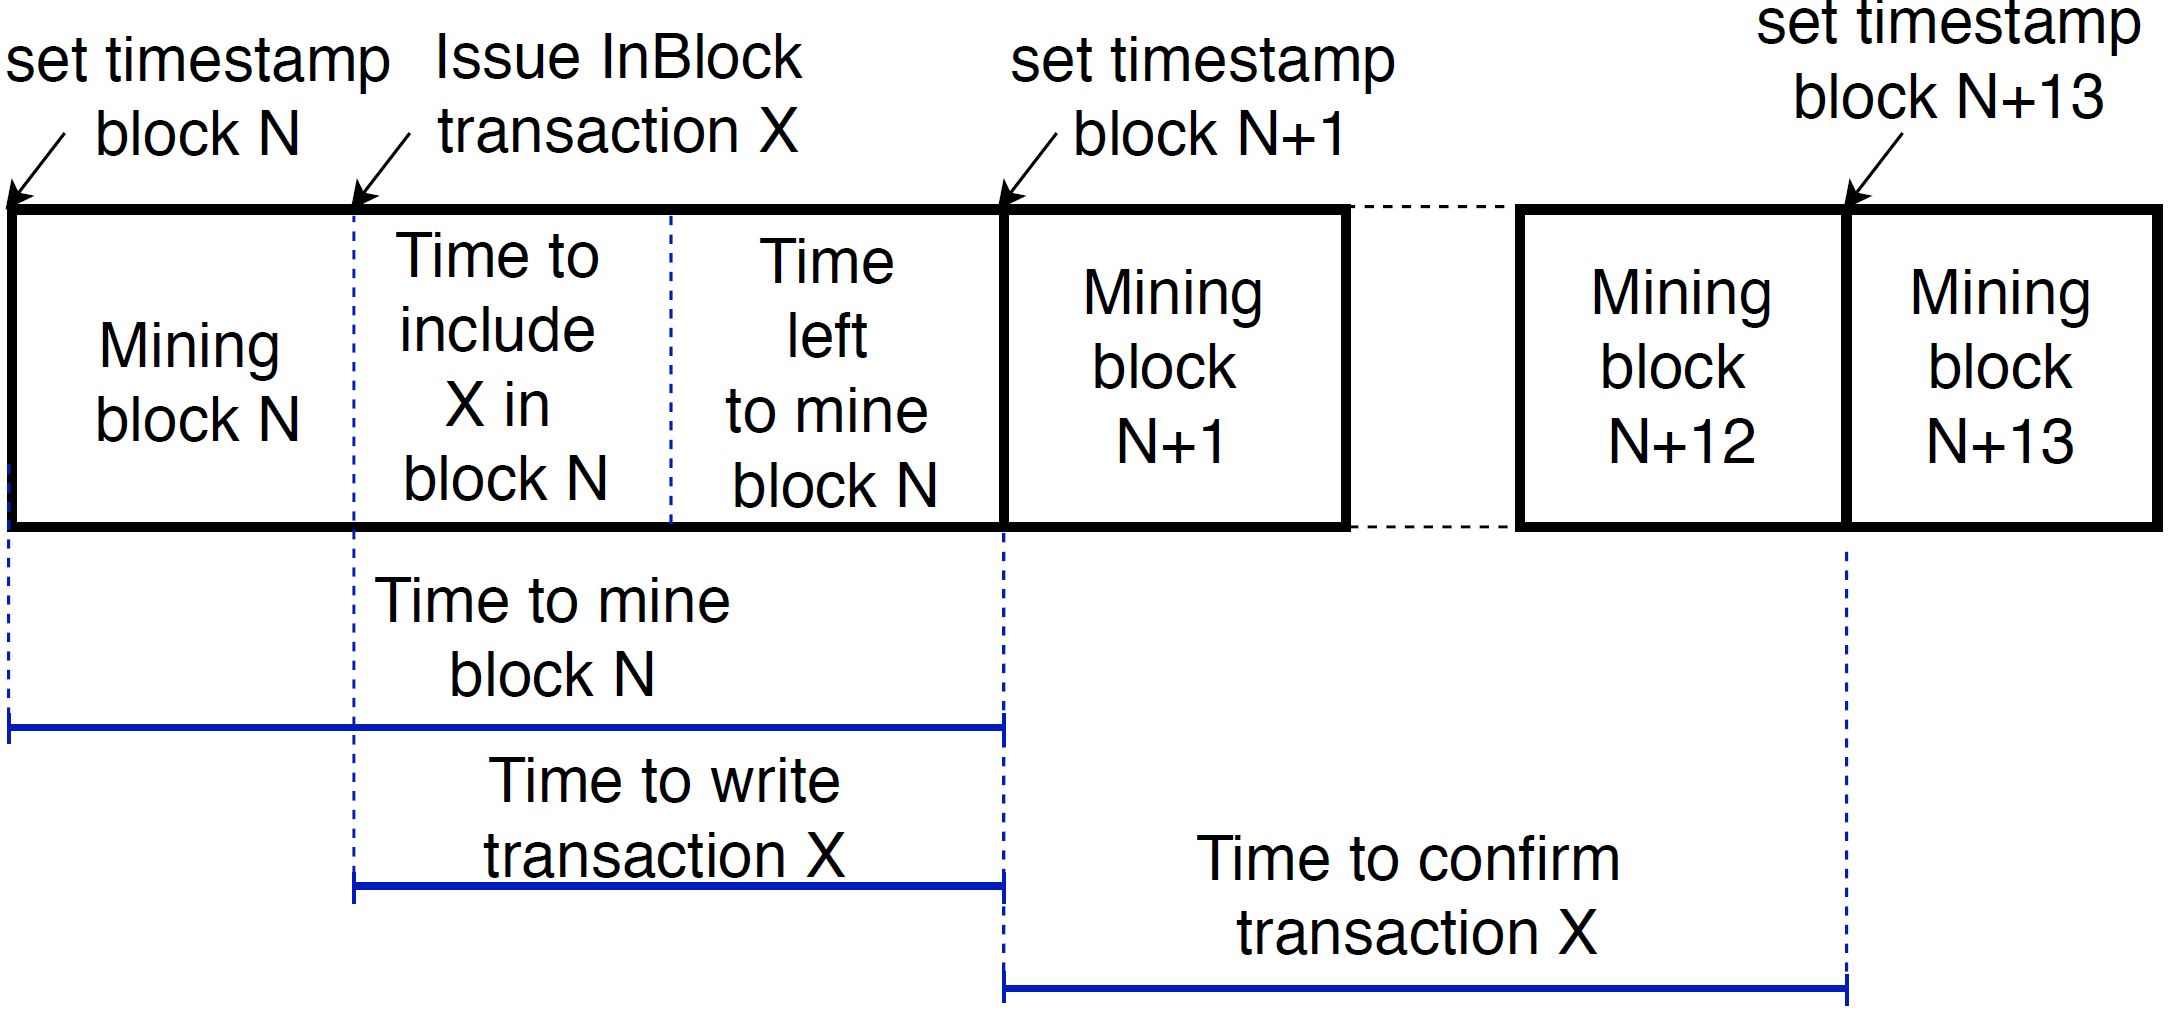 set timestamp
block N
Issue InBlock
transaction X
set timestamp
block N+1
set timestamp
block N+13
Mining
block N
Time to
include
X in
block N
Time
left
to mine
block N
Mining
block
N+1
Mining
block
N+12
Mining
block
N+13
Time to mine
block N
Time to write
transaction X
Time to confirm
transaction X